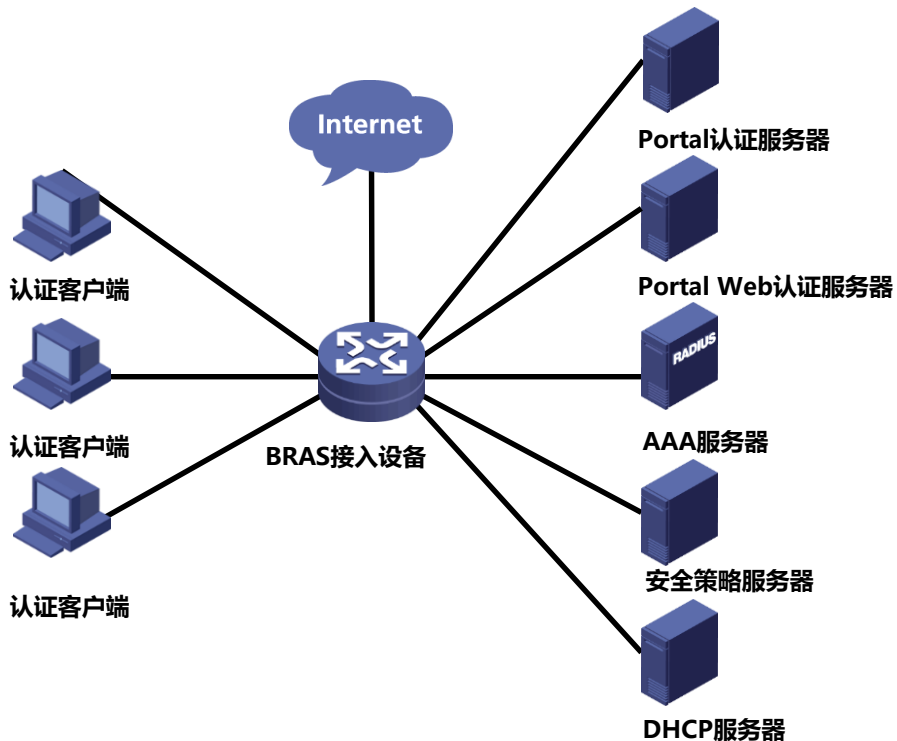 Internet
Portal认证服务器
认证客户端
Portal Web认证服务器
RADIUS
认证客户端
BRAS接入设备
AAA服务器
认证客户端
安全策略服务器
DHCP服务器